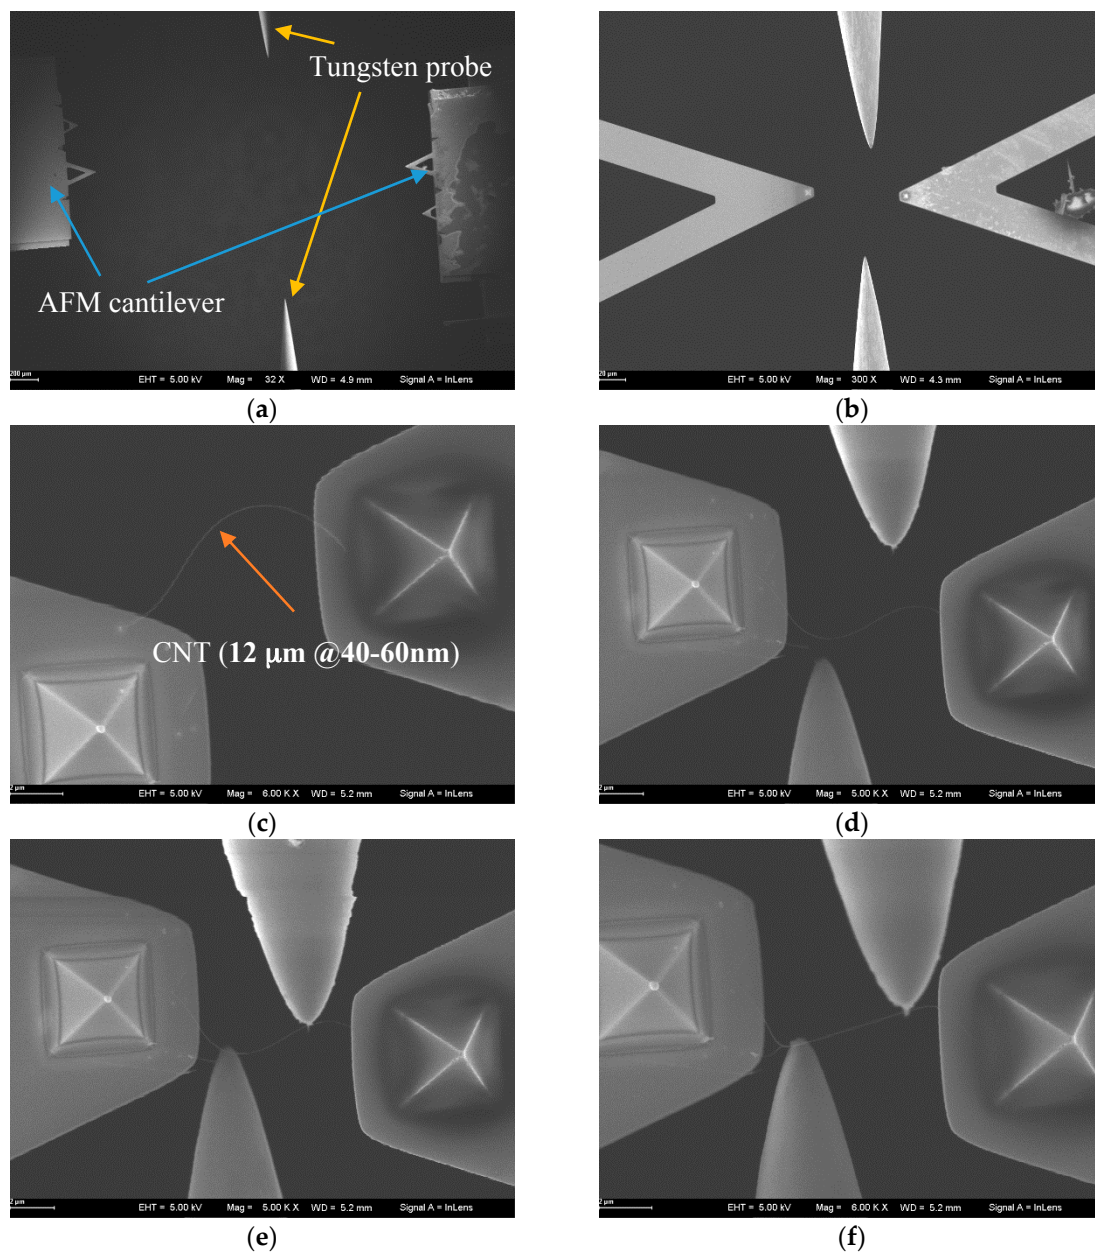 Tungsten probe
AFM cantilever
200 µm EHT = 5.00 kV Mag = 32 X WD = 4.9 mm Signal A = InLens
(a)
20 µm EHT = 5.00 kV Mag = 300 X WD = 4.3 mm Signal A = InLens
(b)
CNT (12 µm @40-60nm)
2 µm EHT = 5.00 kV Mag = 6.00 K X WD = 5.2 mm Signal A = InLens
(c)
2 µm EHT = 5.00 kV Mag = 5.00 K X WD = 5.2 mm Signal A = InLens
(d)
2 µm EHT = 5.00 kV Mag = 5.00 K X WD = 5.2 mm Signal A = InLens
(e)
2 µm EHT = 5.00 kV Mag = 6.00 K X WD = 5.2 mm Signal A = InLens
(f)